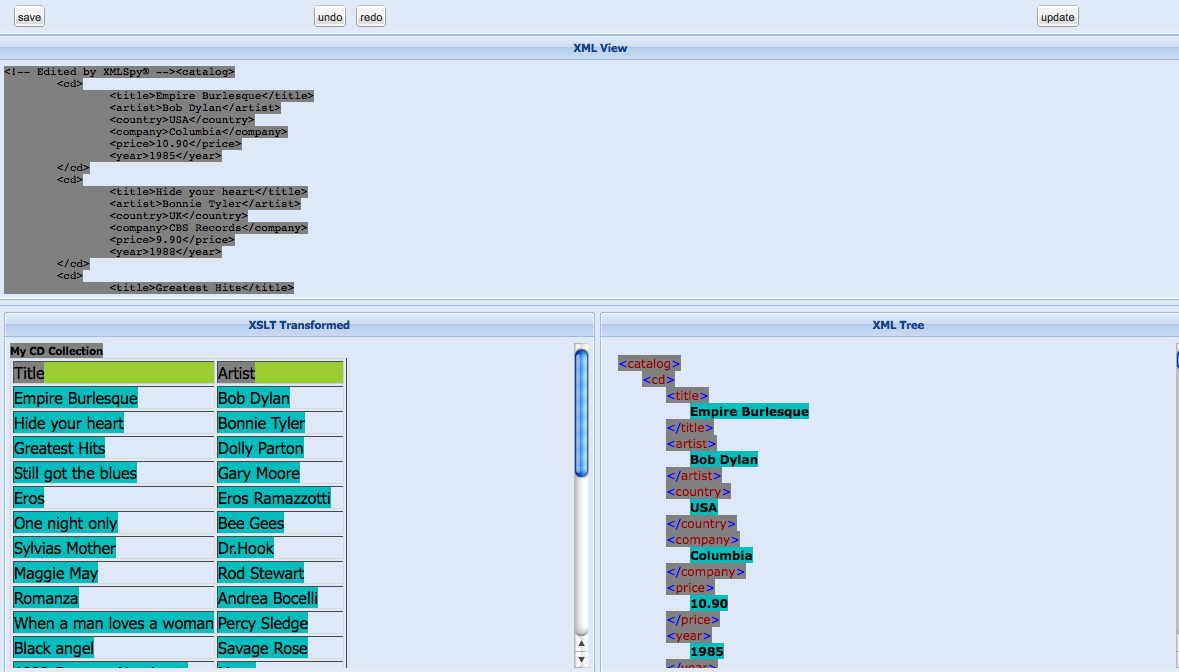 save undo redo update
XML View
<!-- Edited by XMLSpy® --><catalog>
<cd>
<title>Empire Burlesque</title>
<artist>Bob Dylan</artist>
<country>USA</country>
<company>Columbia</company>
<price>10.90</price>
<year>1985</year>
</cd>
<cd>
<title>Hide your heart</title>
<artist>Bonnie Tyler</artist>
<country>UK</country>
<company>CBS Records</company>
<price>9.90</price>
<year>1988</year>
</cd>
<cd>
<title>Greatest Hits</title>
XSLT Transformed
My CD Collection
Title Artist
Empire Burlesque Bob Dylan
Hide your heart Bonnie Tyler
Greatest Hits Dolly Parton
Still got the blues Gary Moore
Eros Eros Ramazzotti
One night only Bee Gees
Sylvias Mother Dr.Hook
Maggie May Rod Stewart
Romanza Andrea Bocelli
When a man loves a woman Percy Sledge
Black angel Savage Rose
XML Tree
<catalog>
<cd>
<title>
Empire Burlesque
</title>
<artist>
Bob Dylan
</artist>
<country>
USA
</country>
<company>
Columbia
</company>
<price>
10.90
</price>
<year>
1985
</year>